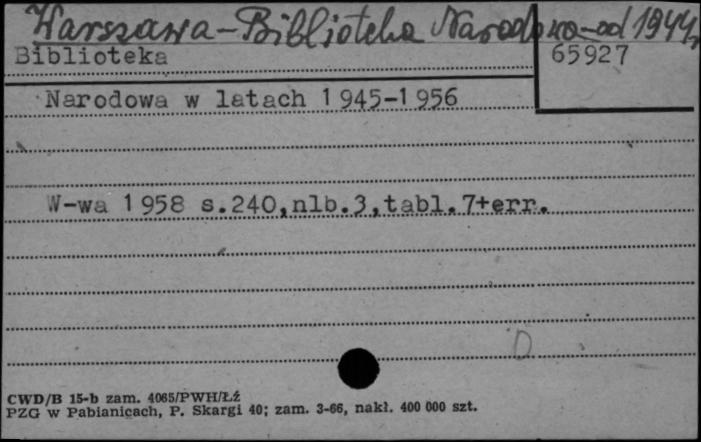 Warszawa-Biblioteka Narodowa-od 1944r
Biblioteka
65927
Narodowa w latach 1945-1956
W-wa 1958 s.240,nlb.3,tabl.7+err.
D
CWD/B 15-b zam. 4065/PWH/Łź
PZG w Pabianicach, P. Skargi 40; zam. 3-66, nakł. 400 000 szt.